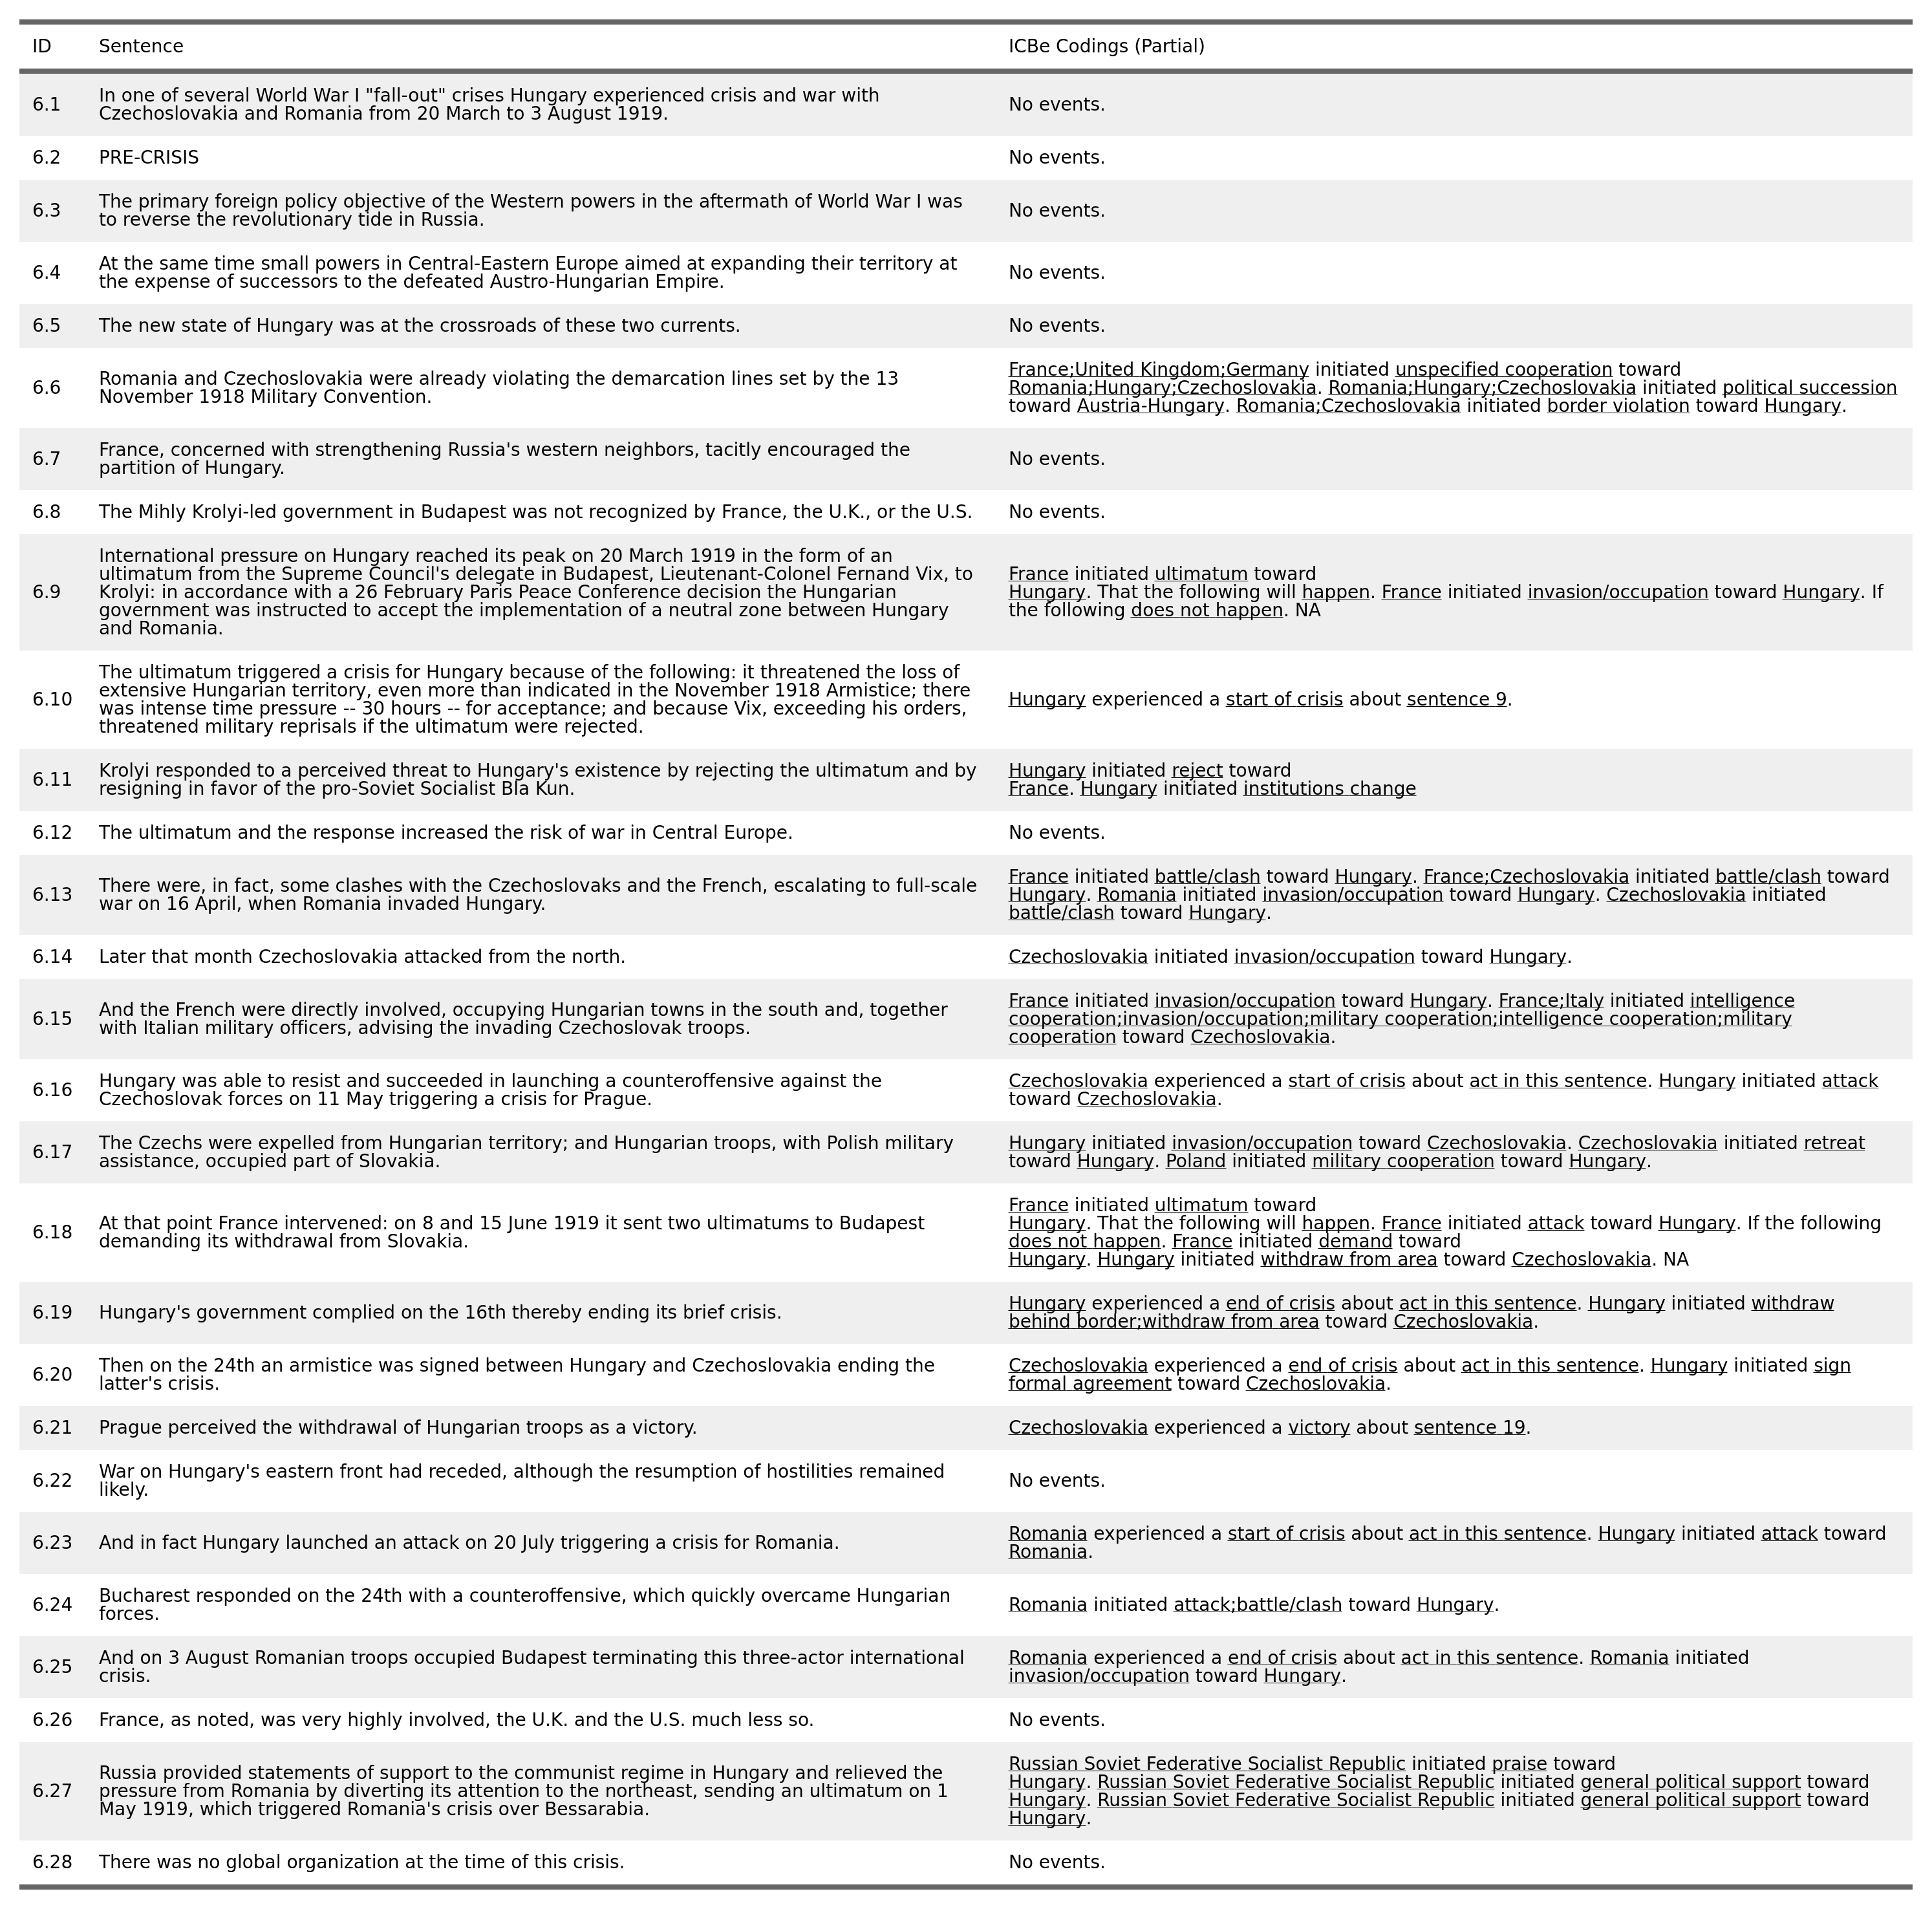 ID Sentence ICBe Codings (Partial)
6.1 In one of several World War I "fall-out" crises Hungary experienced crisis and war with
Czechoslovakia and Romania from 20 March to 3 August 1919.
No events.
6.2 PRE-CRISIS No events.
6.3 The primary foreign policy objective of the Western powers in the aftermath of World War I was
to reverse the revolutionary tide in Russia.
No events.
6.4 At the same time small powers in Central-Eastern Europe aimed at expanding their territory at
the expense of successors to the defeated Austro-Hungarian Empire.
No events.
6.5 The new state of Hungary was at the crossroads of these two currents. No events.
6.6 Romania and Czechoslovakia were already violating the demarcation lines set by the 13
November 1918 Military Convention.
France;United Kingdom;Germany initiated unspecified cooperation toward
Romania;Hungary;Czechoslovakia. Romania;Hungary;Czechoslovakia initiated political succession
toward Austria-Hungary. Romania;Czechoslovakia initiated border violation toward Hungary.
6.7 France, concerned with strengthening Russia's western neighbors, tacitly encouraged the
partition of Hungary.
No events.
6.8 The Mihly Krolyi-led government in Budapest was not recognized by France, the U.K., or the U.S. No events.
6.9 International pressure on Hungary reached its peak on 20 March 1919 in the form of an
ultimatum from the Supreme Council's delegate in Budapest, Lieutenant-Colonel Fernand Vix, to
Krolyi: in accordance with a 26 February Paris Peace Conference decision the Hungarian
government was instructed to accept the implementation of a neutral zone between Hungary
and Romania.
France initiated ultimatum toward
Hungary. That the following will happen. France initiated invasion/occupation toward Hungary. If
the following does not happen. NA
6.10 The ultimatum triggered a crisis for Hungary because of the following: it threatened the loss of
extensive Hungarian territory, even more than indicated in the November 1918 Armistice; there
was intense time pressure -- 30 hours -- for acceptance; and because Vix, exceeding his orders,
threatened military reprisals if the ultimatum were rejected.
Hungary experienced a start of crisis about sentence 9.
6.11 Krolyi responded to a perceived threat to Hungary's existence by rejecting the ultimatum and by
resigning in favor of the pro-Soviet Socialist Bla Kun.
Hungary initiated reject toward
France. Hungary initiated institutions change
6.12 The ultimatum and the response increased the risk of war in Central Europe. No events.
6.13 There were, in fact, some clashes with the Czechoslovaks and the French, escalating to full-scale
war on 16 April, when Romania invaded Hungary.
France initiated battle/clash toward Hungary. France;Czechoslovakia initiated battle/clash toward
Hungary. Romania initiated invasion/occupation toward Hungary. Czechoslovakia initiated
battle/clash toward Hungary.
6.14 Later that month Czechoslovakia attacked from the north. Czechoslovakia initiated invasion/occupation toward Hungary.
6.15 And the French were directly involved, occupying Hungarian towns in the south and, together
with Italian military officers, advising the invading Czechoslovak troops.
France initiated invasion/occupation toward Hungary. France;Italy initiated intelligence
cooperation;invasion/occupation;military cooperation;intelligence cooperation;military
cooperation toward Czechoslovakia.
6.16 Hungary was able to resist and succeeded in launching a counteroffensive against the
Czechoslovak forces on 11 May triggering a crisis for Prague.
Czechoslovakia experienced a start of crisis about act in this sentence. Hungary initiated attack
toward Czechoslovakia.
6.17 The Czechs were expelled from Hungarian territory; and Hungarian troops, with Polish military
assistance, occupied part of Slovakia.
Hungary initiated invasion/occupation toward Czechoslovakia. Czechoslovakia initiated retreat
toward Hungary. Poland initiated military cooperation toward Hungary.
6.18 At that point France intervened: on 8 and 15 June 1919 it sent two ultimatums to Budapest
demanding its withdrawal from Slovakia.
France initiated ultimatum toward
Hungary. That the following will happen. France initiated attack toward Hungary. If the following
does not happen. France initiated demand toward
Hungary. Hungary initiated withdraw from area toward Czechoslovakia. NA
6.19 Hungary's government complied on the 16th thereby ending its brief crisis.
Hungary experienced a end of crisis about act in this sentence. Hungary initiated withdraw
behind border;withdraw from area toward Czechoslovakia.
6.20 Then on the 24th an armistice was signed between Hungary and Czechoslovakia ending the
latter's crisis.
Czechoslovakia experienced a end of crisis about act in this sentence. Hungary initiated sign
formal agreement toward Czechoslovakia.
6.21 Prague perceived the withdrawal of Hungarian troops as a victory. Czechoslovakia experienced a victory about sentence 19.
6.22 War on Hungary's eastern front had receded, although the resumption of hostilities remained
likely.
No events.
6.23 And in fact Hungary launched an attack on 20 July triggering a crisis for Romania.
Romania experienced a start of crisis about act in this sentence. Hungary initiated attack toward
Romania.
6.24 Bucharest responded on the 24th with a counteroffensive, which quickly overcame Hungarian
forces.
Romania initiated attack;battle/clash toward Hungary.
6.25 And on 3 August Romanian troops occupied Budapest terminating this three-actor international
crisis.
Romania experienced a end of crisis about act in this sentence. Romania initiated
invasion/occupation toward Hungary.
6.26 France, as noted, was very highly involved, the U.K. and the U.S. much less so. No events.
6.27 Russia provided statements of support to the communist regime in Hungary and relieved the
pressure from Romania by diverting its attention to the northeast, sending an ultimatum on 1
May 1919, which triggered Romania's crisis over Bessarabia.
Russian Soviet Federative Socialist Republic initiated praise toward
Hungary. Russian Soviet Federative Socialist Republic initiated general political support toward
Hungary. Russian Soviet Federative Socialist Republic initiated general political support toward
Hungary.
6.28 There was no global organization at the time of this crisis. No events.